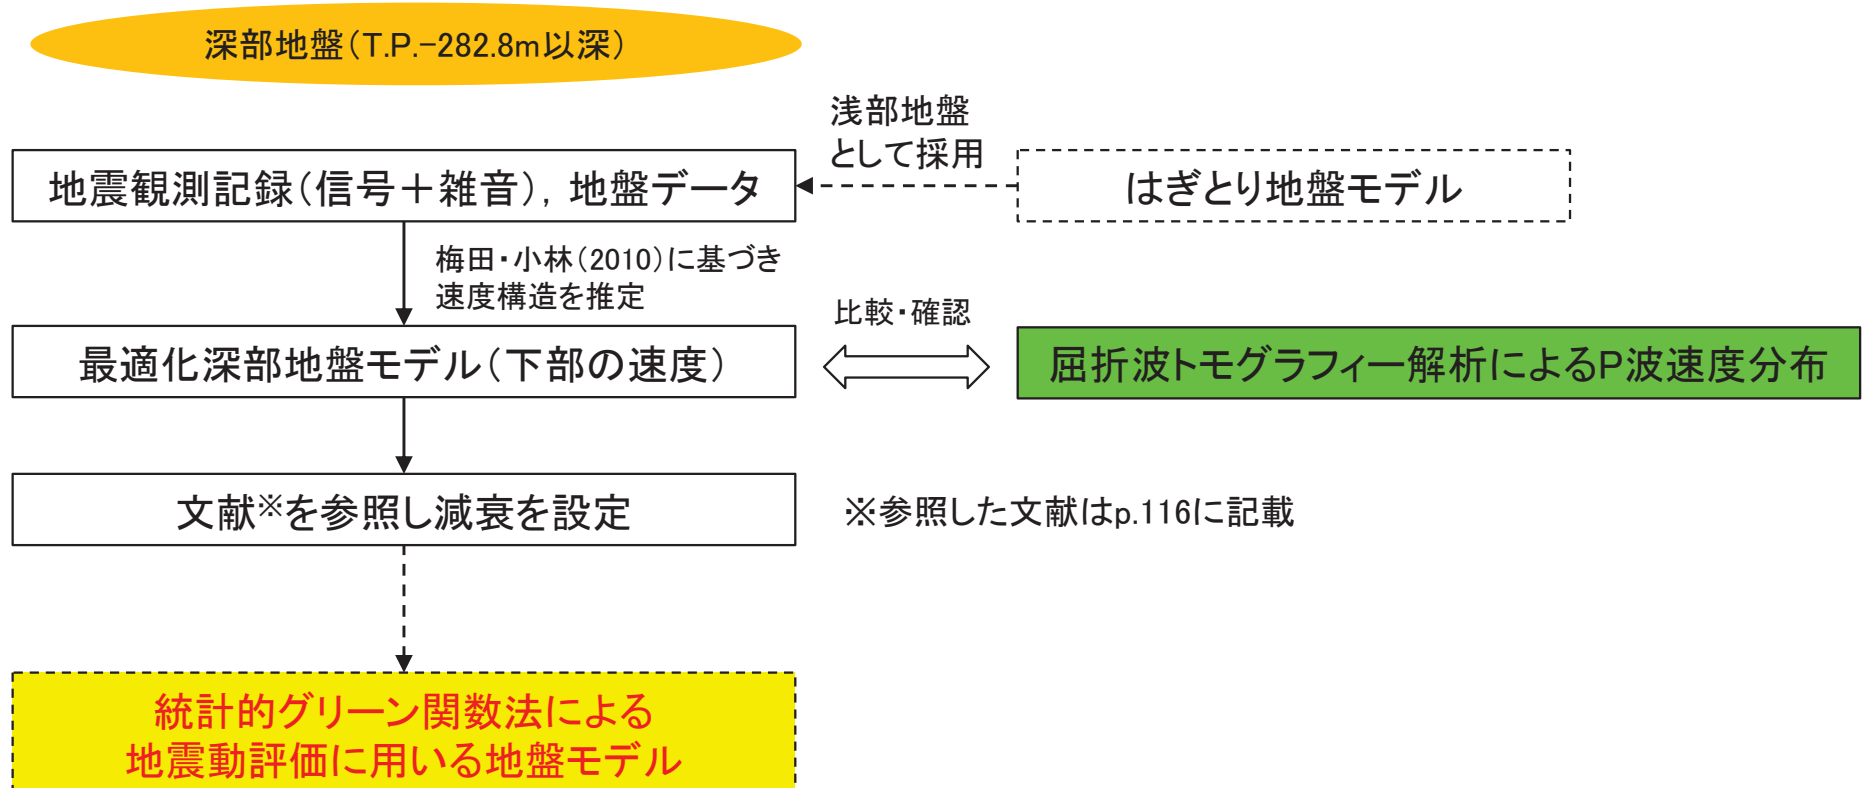 深部地盤(T.P.-282.8m以深)
浅部地盤
として採用
地震観測記録(信号＋雑音), 地盤データ
はぎとり地盤モデル
梅田・小林(2010)に基づき
速度構造を推定
比較・確認
最適化深部地盤モデル(下部の速度)
屈折波トモグラフィー解析によるP波速度分布
文献※を参照し減衰を設定
※参照した文献はp.116に記載
統計的グリーン関数法による
地震動評価に用いる地盤モデル